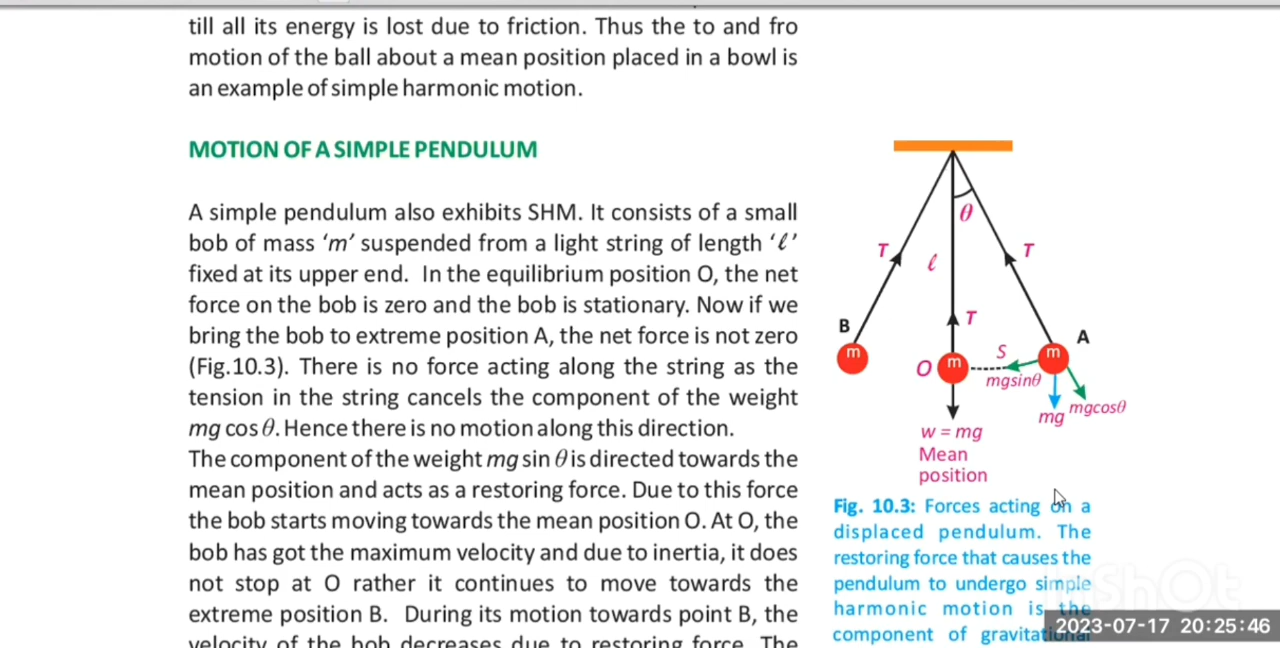 till all its energy is lost due to friction. Thus the to and fro
motion of the ball about a mean position placed in a bowl is
an example of simple harmonic motion.
MOTION OF A SIMPLE PENDULUM
A simple pendulum also exhibits SHM. It consists of a small
bob of mass ‘m’ suspended from a light string of length ‘ℓ’
fixed at its upper end. In the equilibrium position O, the net
force on the bob is zero and the bob is stationary. Now if we
bring the bob to extreme position A, the net force is not zero
(Fig.10.3). There is no force acting along the string as the
tension in the string cancels the component of the weight
mg cos θ. Hence there is no motion along this direction.
The component of the weight mg sin θ is directed towards the
mean position and acts as a restoring force. Due to this force
the bob starts moving towards the mean position O. At O, the
bob has got the maximum velocity and due to inertia, it does
not stop at O rather it continues to move towards the
extreme position B. During its motion towards point B, the
velocity of the bob decreases due to restoring force. The
θ
T
ℓ
T
T
B
A
m
O
m
S
m
mgsinθ
mg
mgcosθ
w = mg
Mean
position
Fig. 10.3: Forces acting on a
displaced pendulum. The
restoring force that causes the
pendulum to undergo simple
harmonic motion is the
component of gravitational
2023-07-17 20:25:46